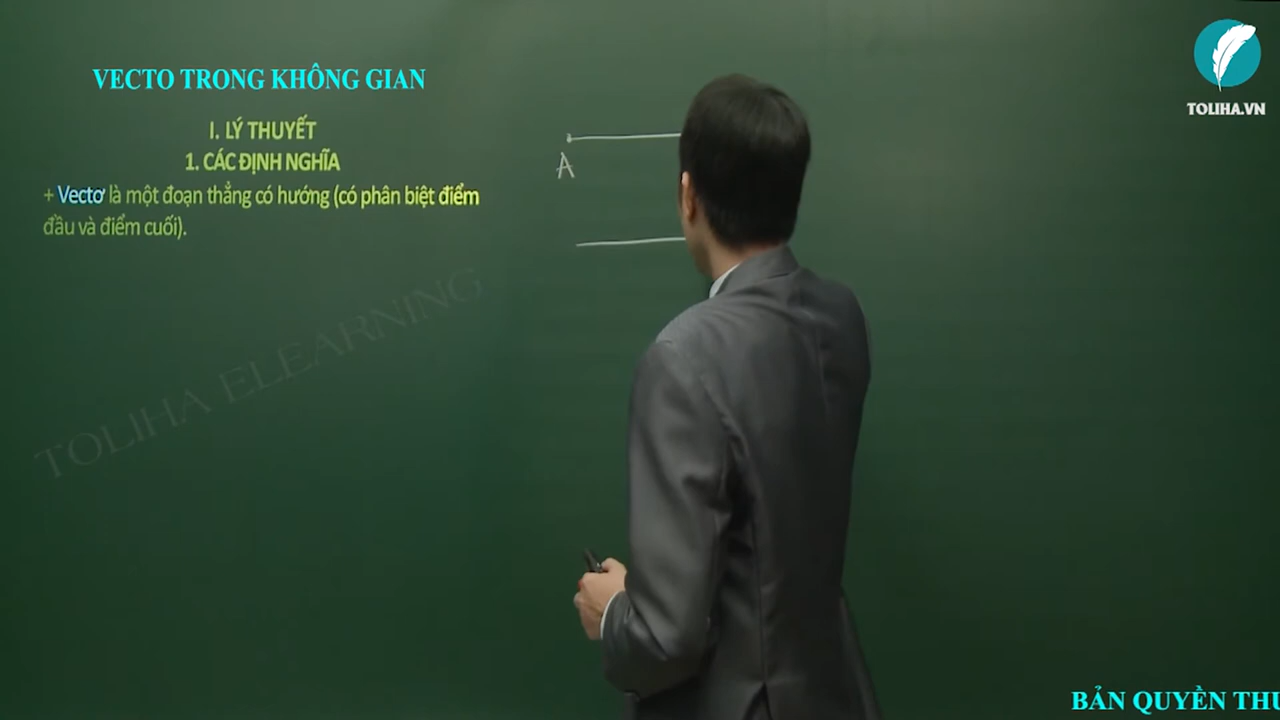 VECTO TRONG KHÔNG GIAN
I. LÝ THUYẾT
1. CÁC ĐỊNH NGHĨA
+ Vectơ là một đoạn thẳng có hướng (có phân biệt điểm
đầu và điểm cuối).
A
TOLIHA ELEARNING
TOLIHA.VN
BẢN QUYỀN THU